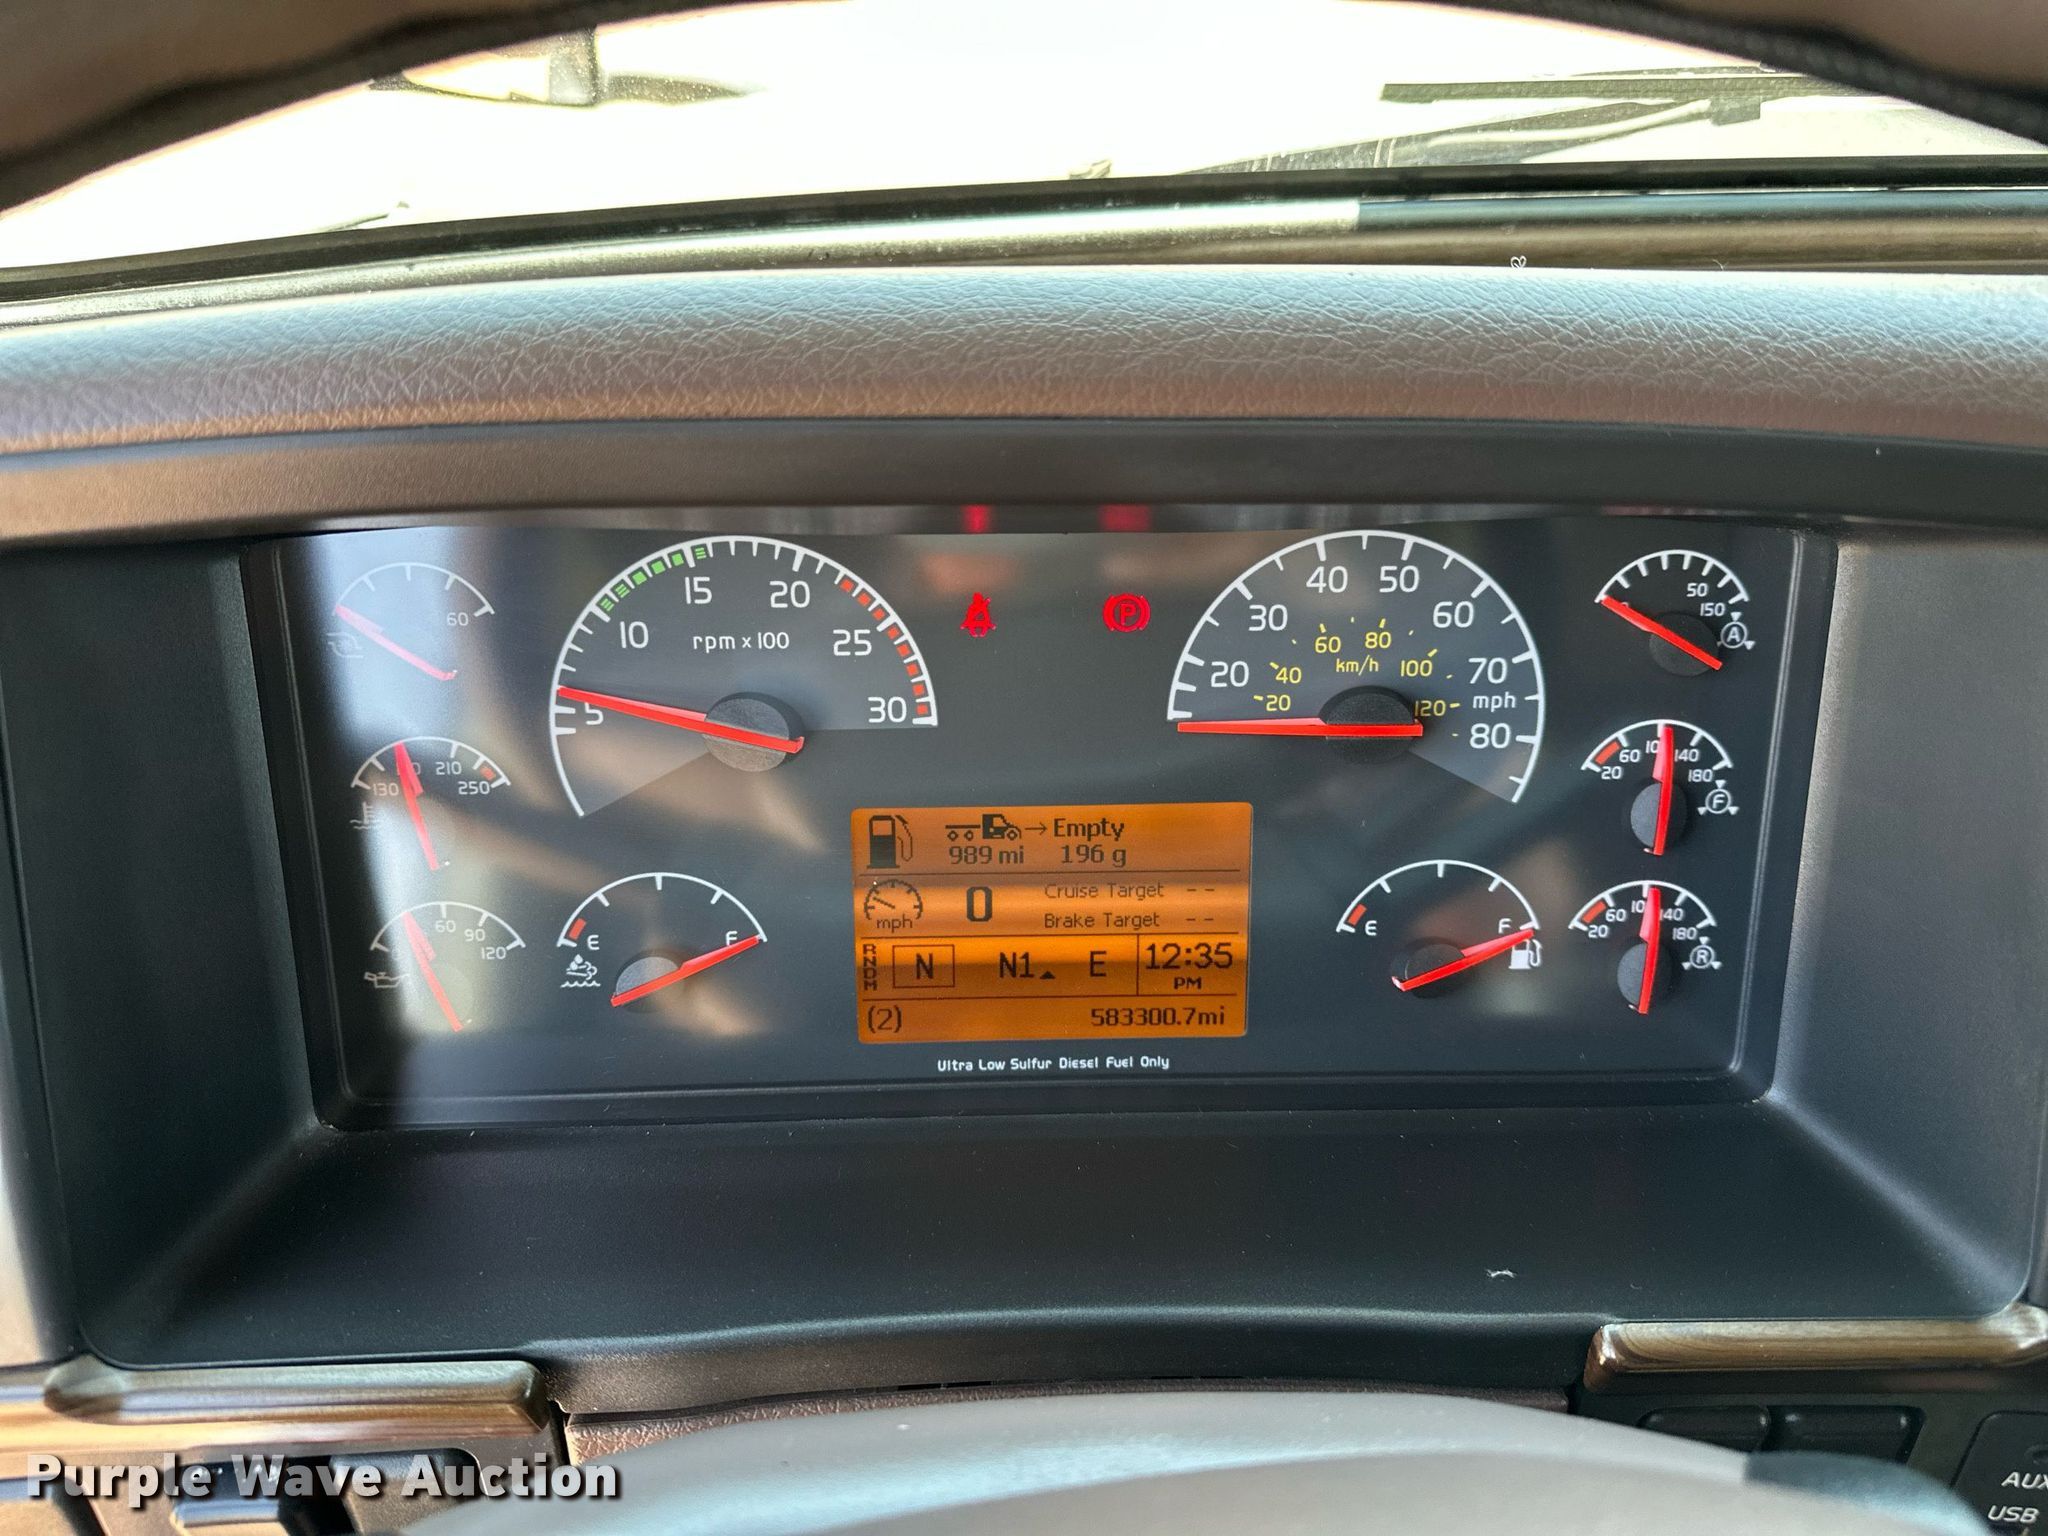 60
15
20
10
25
rpm x 100
5
30
P
40
50
30
60
20
70
mph
80
60
80
40
km/h
100
20
120
50
150
A
130
210
250
20
60
140
180
F
60
90
120
E
F
E
F
20
60
140
180
R
Empty
989 mi
196 g
mph
0
Cruise Target --
Brake Target --
RNDM
N
N1
E
12:35
PM
(2)
583300.7mi
Ultra Low Sulfur Diesel Fuel Only
AUX
USB
Purple Wave Auction